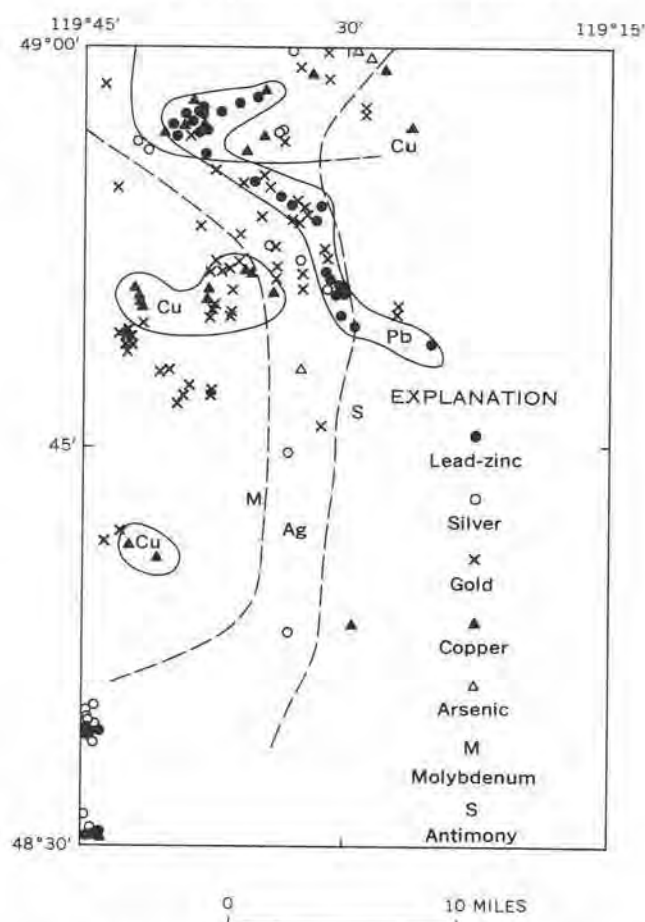 119°45' 30' 119°15'
49°00'
Cu
Cu
Pb
EXPLANATION
S
45'
Lead-zinc
M
Silver
Ag
Cu
Gold
Copper
Arsenic
M
Molybdenum
S
Antimony
48°30'
0 10 MILES